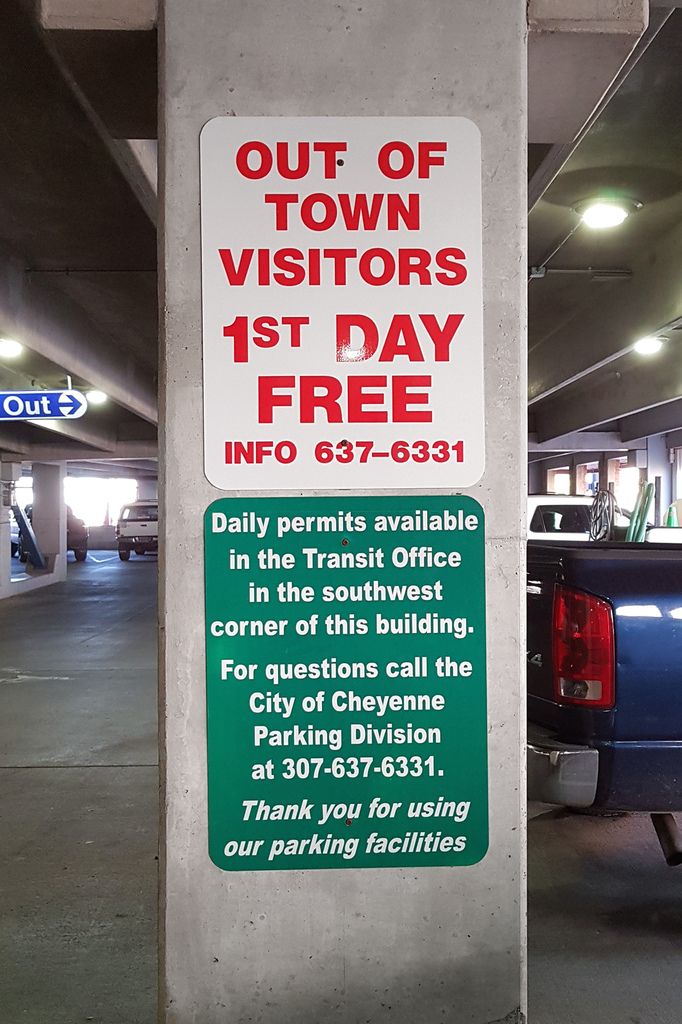 OUT OF
TOWN
VISITORS
1ST DAY
FREE
INFO 637-6331
Out
Daily permits available
in the Transit Office
in the southwest
corner of this building.
For questions call the
City of Cheyenne
Parking Division
at 307-637-6331.
Thank you for using
our parking facilities
4